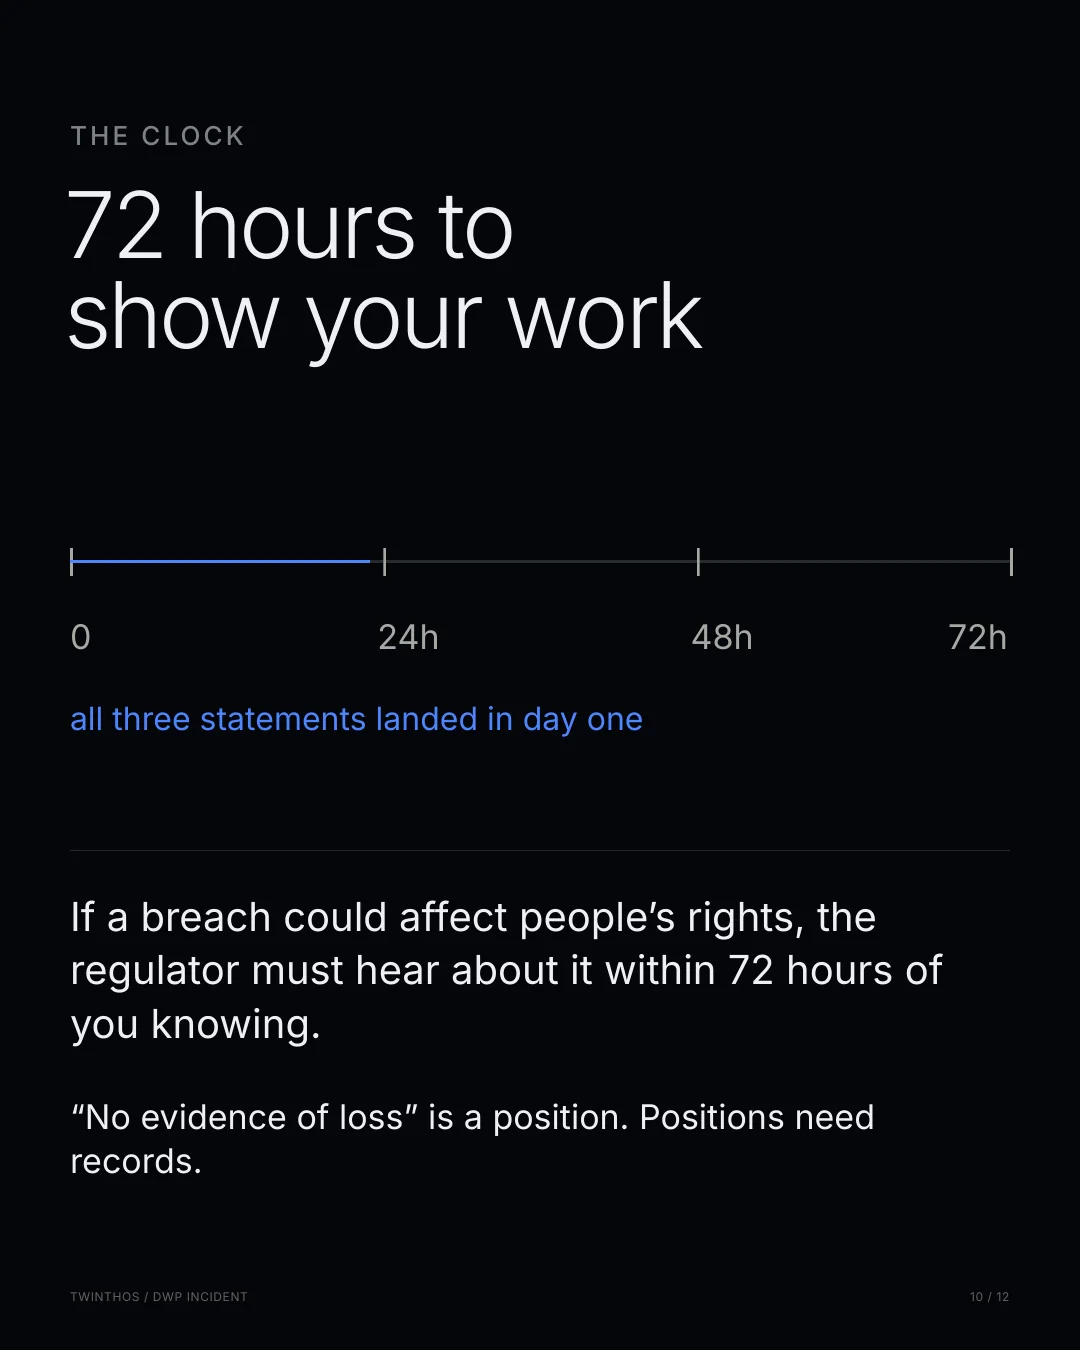 THE CLOCK
72 hours to
show your work
0
24h
48h
72h
all three statements landed in day one
If a breach could affect people’s rights, the
regulator must hear about it within 72 hours of
you knowing.
“No evidence of loss” is a position. Positions need
records.
TWINTHOS / DWP INCIDENT
10 / 12